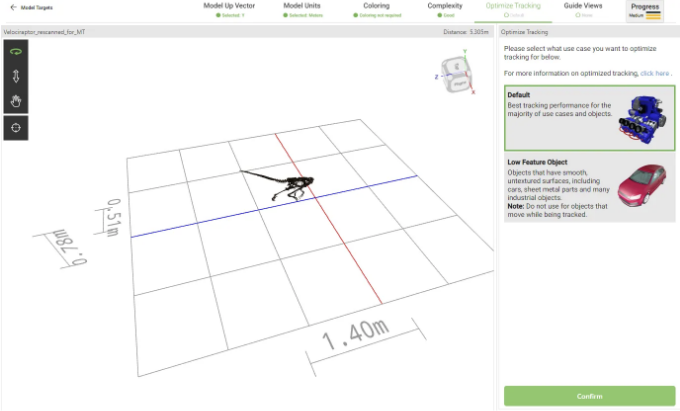 ← Model Targets
Model Up Vector
Selected: Y
Model Units
Selected: Meters
Coloring
Coloring not required
Complexity
Good
Optimize Tracking
Default
Guide Views
Progress
Medium
Velociraptor_rescanned_for_MT
Distance: 5.305m
Optimize Tracking
Please select what use case you want to optimize
tracking for below.
For more information on optimized tracking, click here .
Default
Best tracking performance for the
majority of use cases and objects.
Low Feature Object
Objects that have smooth,
untextured surfaces, including
cars, sheet metal parts and many
industrial objects.
Note: Do not use for objects that
move while being tracked.
Y
Z
0.51m
0.78m
1.40m
Confirm